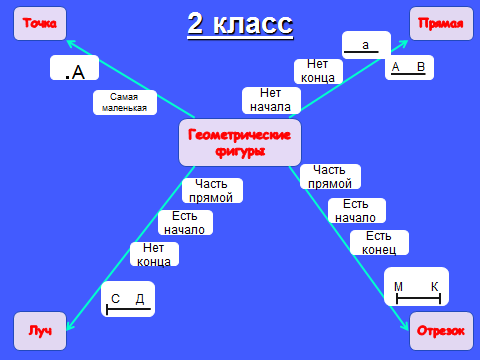 2 класс
Точка
Прямая
а
.А
Нет
конца
А В
Самая
маленькая
Нет
начала
Геометрические
фигуры
Часть
прямой
Часть
прямой
Есть
начало
Есть
начало
Нет
конца
Есть
конец
С Д
М К
Луч
Отрезок